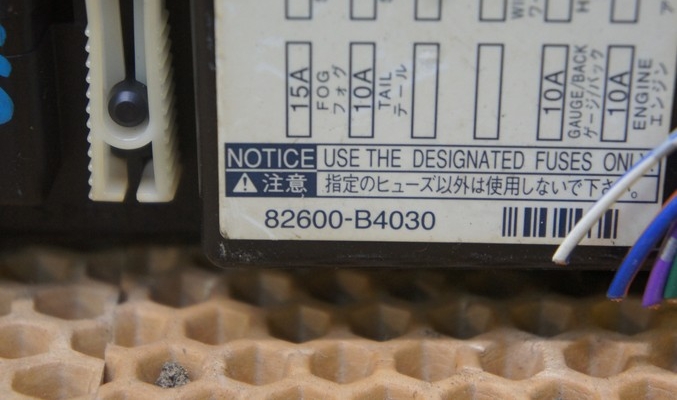 15A
FOG
フォグ
10A
TAIL
テール
10A
GAUGE/BACK
ゲージ/バック
10A
ENGINE
エンジン
NOTICE USE THE DESIGNATED FUSES ONLY.
注意 指定のヒューズ以外は使用しないで下さい。
82600-B4030